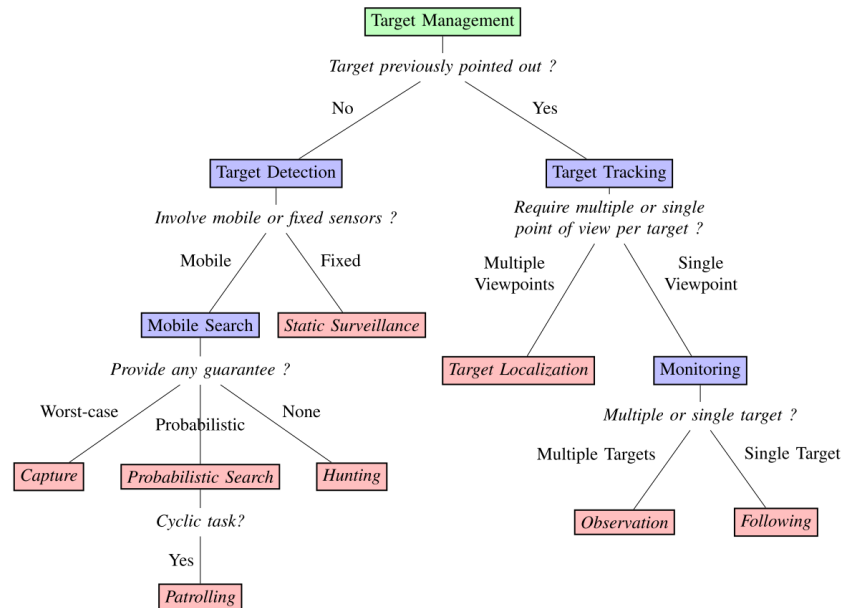 Target Management
Target previously pointed out ?
No
Yes
Target Detection
Target Tracking
Involve mobile or fixed sensors ?
Require multiple or single
point of view per target ?
Mobile
Fixed
Multiple
Viewpoints
Single
Viewpoint
Mobile Search
Static Surveillance
Provide any guarantee ?
Target Localization
Monitoring
Worst-case
Probabilistic
None
Multiple or single target ?
Multiple Targets
Single Target
Capture
Probabilistic Search
Hunting
Cyclic task?
Observation
Following
Yes
Patrolling